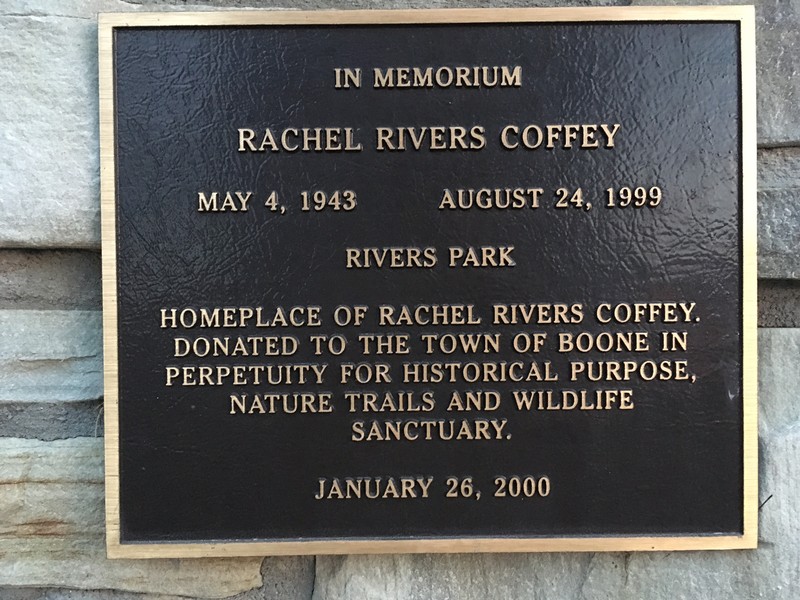 IN MEMORIUM
RACHEL RIVERS COFFEY
MAY 4, 1943 AUGUST 24, 1999
RIVERS PARK
HOMEPLACE OF RACHEL RIVERS COFFEY.
DONATED TO THE TOWN OF BOONE IN
PERPETUITY FOR HISTORICAL PURPOSE,
NATURE TRAILS AND WILDLIFE
SANCTUARY.
JANUARY 26, 2000